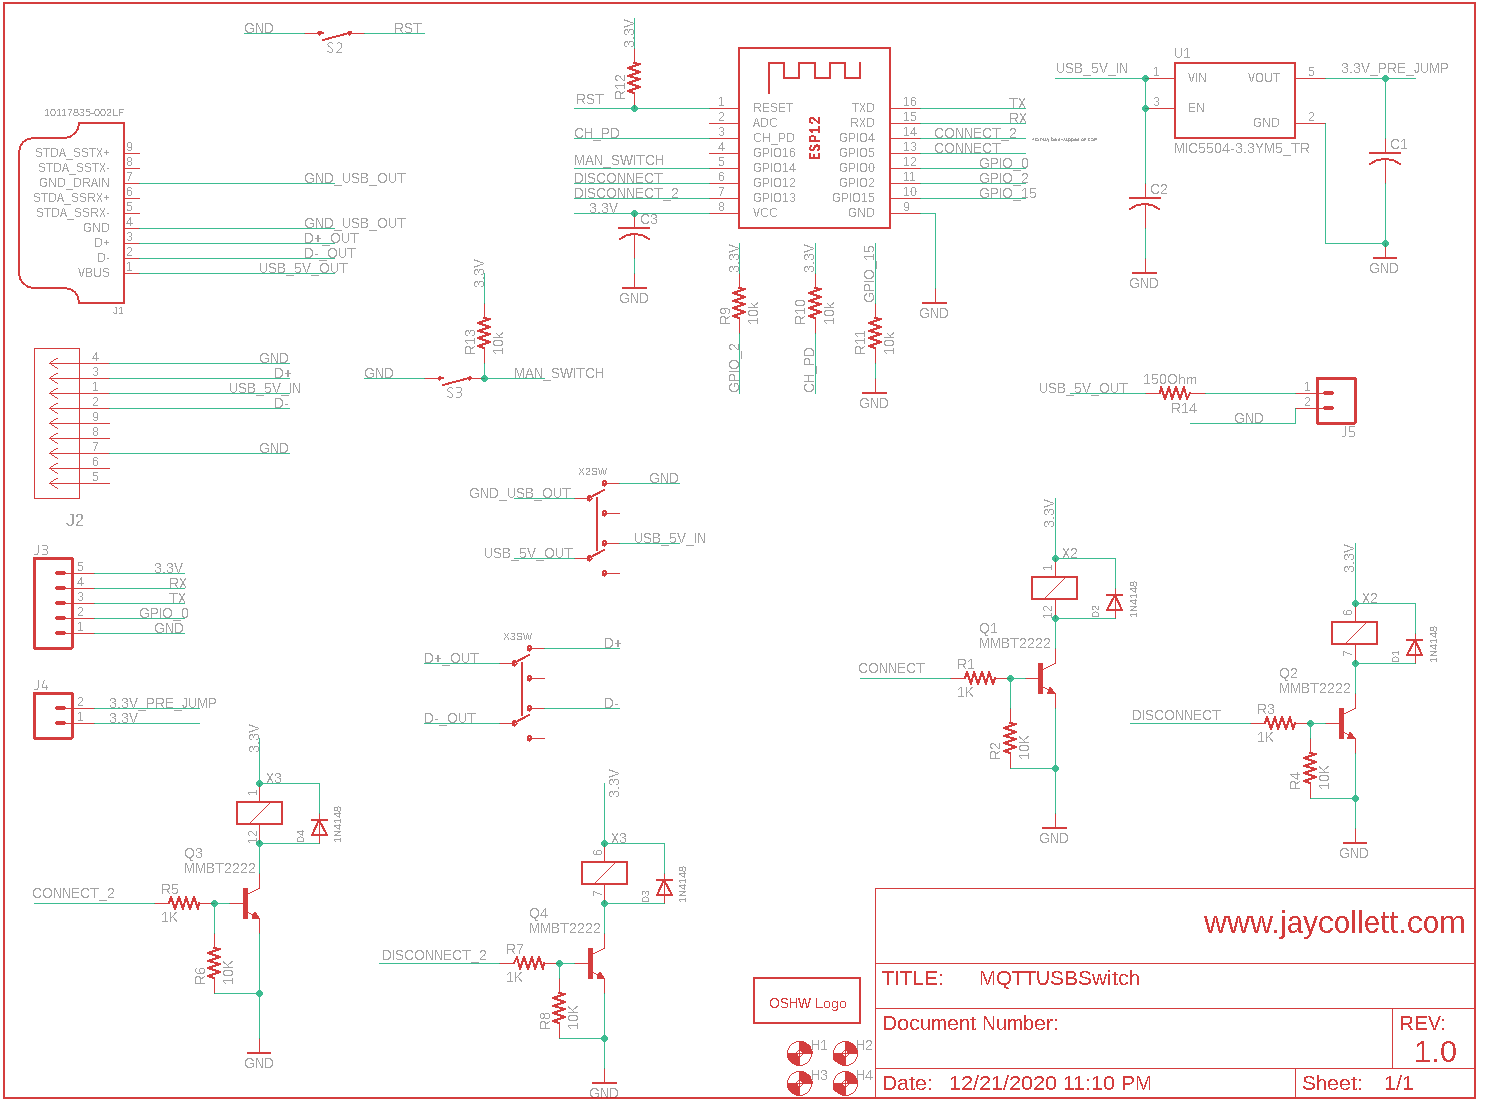 GND RST
S2
10117835-002LF
STDA_SSTX+ 9
STDA_SSTX- 8
GND_DRAIN 7 GND_USB_OUT
STDA_SSRX+ 6
STDA_SSRX- 5
GND 4 GND_USB_OUT
D+ 3 D+_OUT
D- 2 D-_OUT
VBUS 1 USB_5V_OUT
J1
3.3V
R12
RST 1 RESET TXD 16 TX
2 ADC RXD 15 RX
CH_PD 3 CH_PD GPIO4 14 CONNECT_2
4 GPIO16 GPIO5 13 CONNECT
MAN_SWITCH 5 GPIO14 GPIO0 12 GPIO_0
DISCONNECT 6 GPIO12 GPIO2 11 GPIO_2
DISCONNECT_2 7 GPIO13 GPIO15 10 GPIO_15
3.3V 8 VCC GND 9
ESP12
C3
GND
GND
U1
USB_5V_IN 1 VIN VOUT 5 3.3V_PRE_JUMP
3 EN
GND 2
MIC5504-3.3YM5_TR
C1
C2
GND
GND
3.3V
R9
10k
GPIO_2
3.3V
R10
10k
CH_PD
GPIO_15
R11
10k
GND
3.3V
R13
10k
GND MAN_SWITCH
S3
4 GND
3 D+
1 USB_5V_IN
2 D-
9
8
7 GND
6
5
J2
150Ohm
USB_5V_OUT 1
R14 2
GND
J5
X2SW
GND
GND_USB_OUT
USB_5V_IN
USB_5V_OUT
J3
5 3.3V
4 RX
3 TX
2 GPIO_0
1 GND
X3SW
D+
D+_OUT
D-
D-_OUT
J4
2 3.3V_PRE_JUMP
1 3.3V
3.3V
X2
1
12
D2
1N4148
Q1
MMBT2222
CONNECT R1
1K
R2
10K
GND
3.3V
X2
6
7
D1
1N4148
Q2
MMBT2222
DISCONNECT R3
1K
R4
10K
GND
3.3V
X3
1
12
D4
1N4148
Q3
MMBT2222
CONNECT_2 R5
1K
R6
10K
GND
3.3V
X3
6
7
D3
1N4148
Q4
MMBT2222
DISCONNECT_2 R7
1K
R8
10K
GND
OSHW Logo
H1 H2
H3 H4
www.jaycollett.com
TITLE: MQTTUSBSwitch
Document Number:
REV:
1.0
Date: 12/21/2020 11:10 PM
Sheet: 1/1